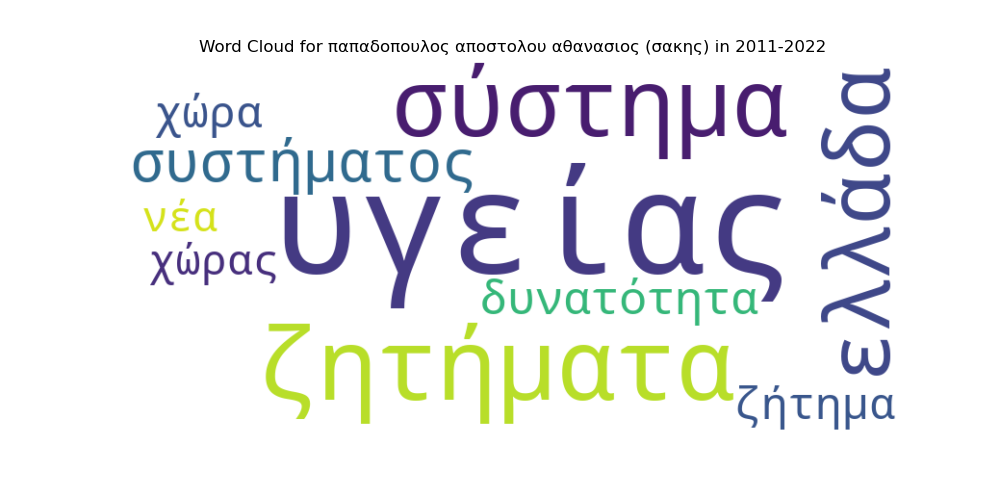 Word Cloud for παπαδοπουλος αποστολου αθανασιος (σακης) in 2011-2022
σύστημα
χώρα
συστήματος
ελλάδα
υγείας
νέα
χώρας
δυνατότητα
ζητήματα
ζήτημα